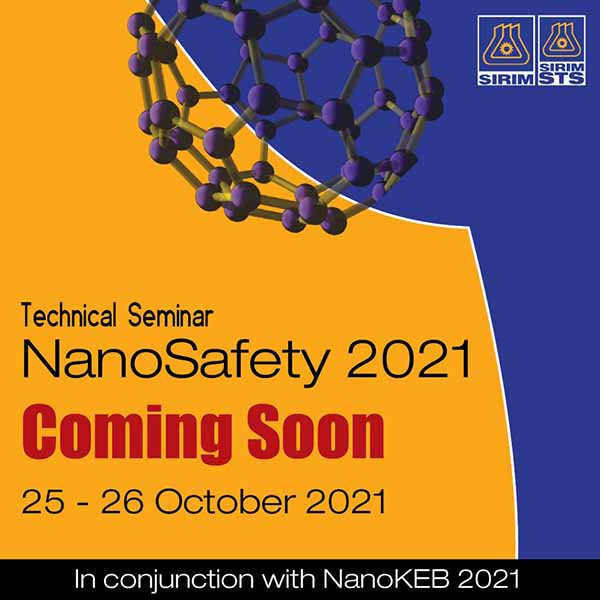 SIRIM
SIRIM
STS
Technical Seminar
NanoSafety 2021
Coming Soon
25 - 26 October 2021
In conjunction with NanoKEB 2021